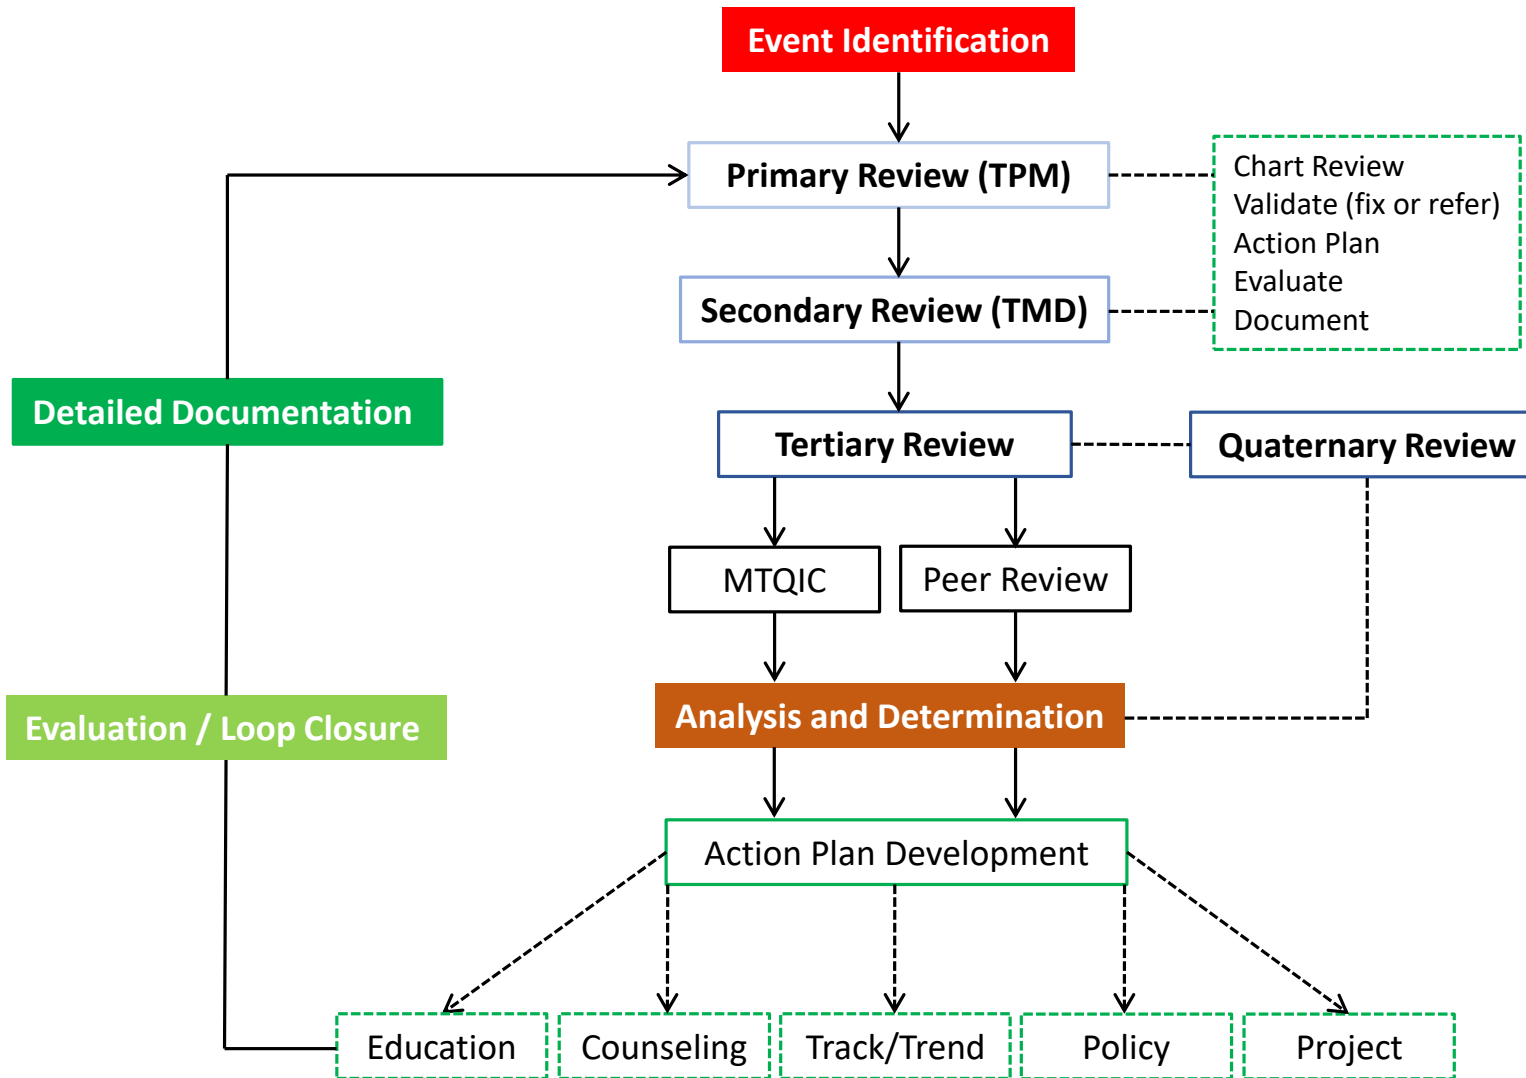 Event Identification
Primary Review (TPM)
Chart Review
Validate (fix or refer)
Action Plan
Evaluate
Document
Secondary Review (TMD)
Detailed Documentation
Tertiary Review
Quaternary Review
MTQIC
Peer Review
Evaluation / Loop Closure
Analysis and Determination
Action Plan Development
Education
Counseling
Track/Trend
Policy
Project